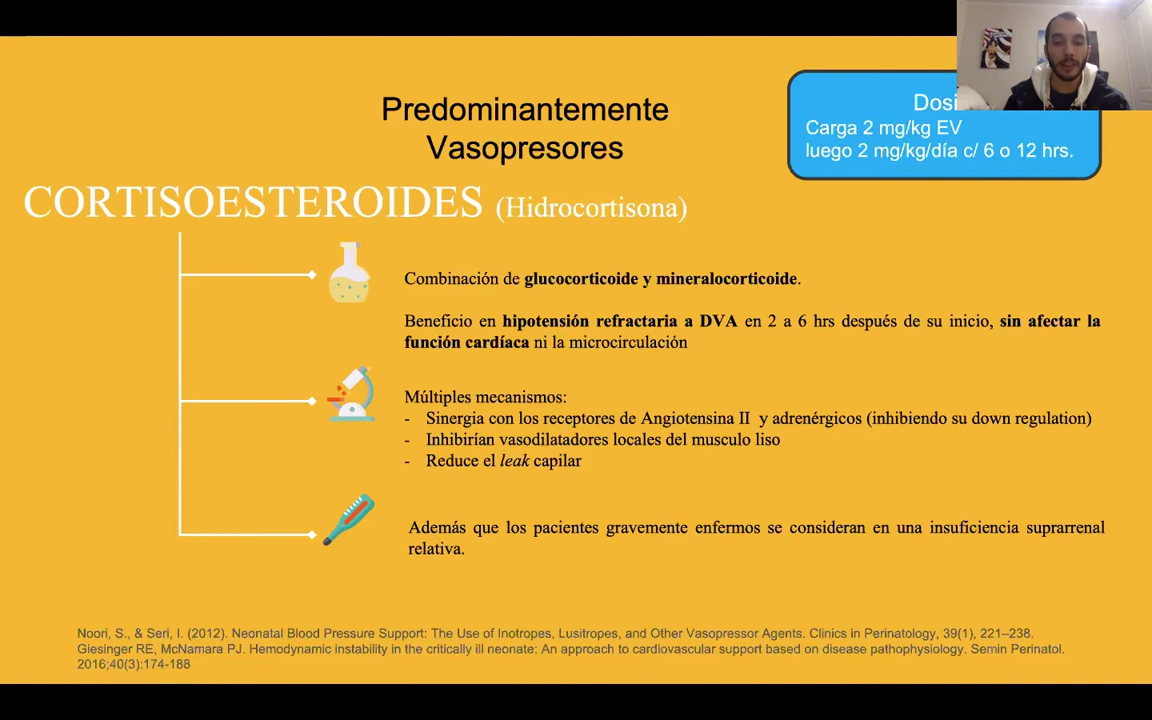 Predominantemente
Vasopresores
Carga 2 mg/kg EV
luego 2 mg/kg/día c/ 6 o 12 hrs.
CORTISOESTEROIDES (Hidrocortisona)
Combinación de glucocorticoide y mineralocorticoide.
Beneficio en hipotensión refractaria a DVA en 2 a 6 hrs después de su inicio, sin afectar la
función cardíaca ni la microcirculación
Múltiples mecanismos:
- Sinergia con los receptores de Angiotensina II y adrenérgicos (inhibiendo su down regulation)
- Inhibirían vasodilatadores locales del musculo liso
- Reduce el leak capilar
Además que los pacientes gravemente enfermos se consideran en una insuficiencia suprarrenal
relativa.
Noori, S., & Seri, I. (2012). Neonatal Blood Pressure Support: The Use of Inotropes, Lusitropes, and Other Vasopressor Agents. Clinics in Perinatology, 39(1), 221–238.
Giesinger RE, McNamara PJ. Hemodynamic instability in the critically ill neonate: An approach to cardiovascular support based on disease pathophysiology. Semin Perinatol.
2016;40(3):174-188